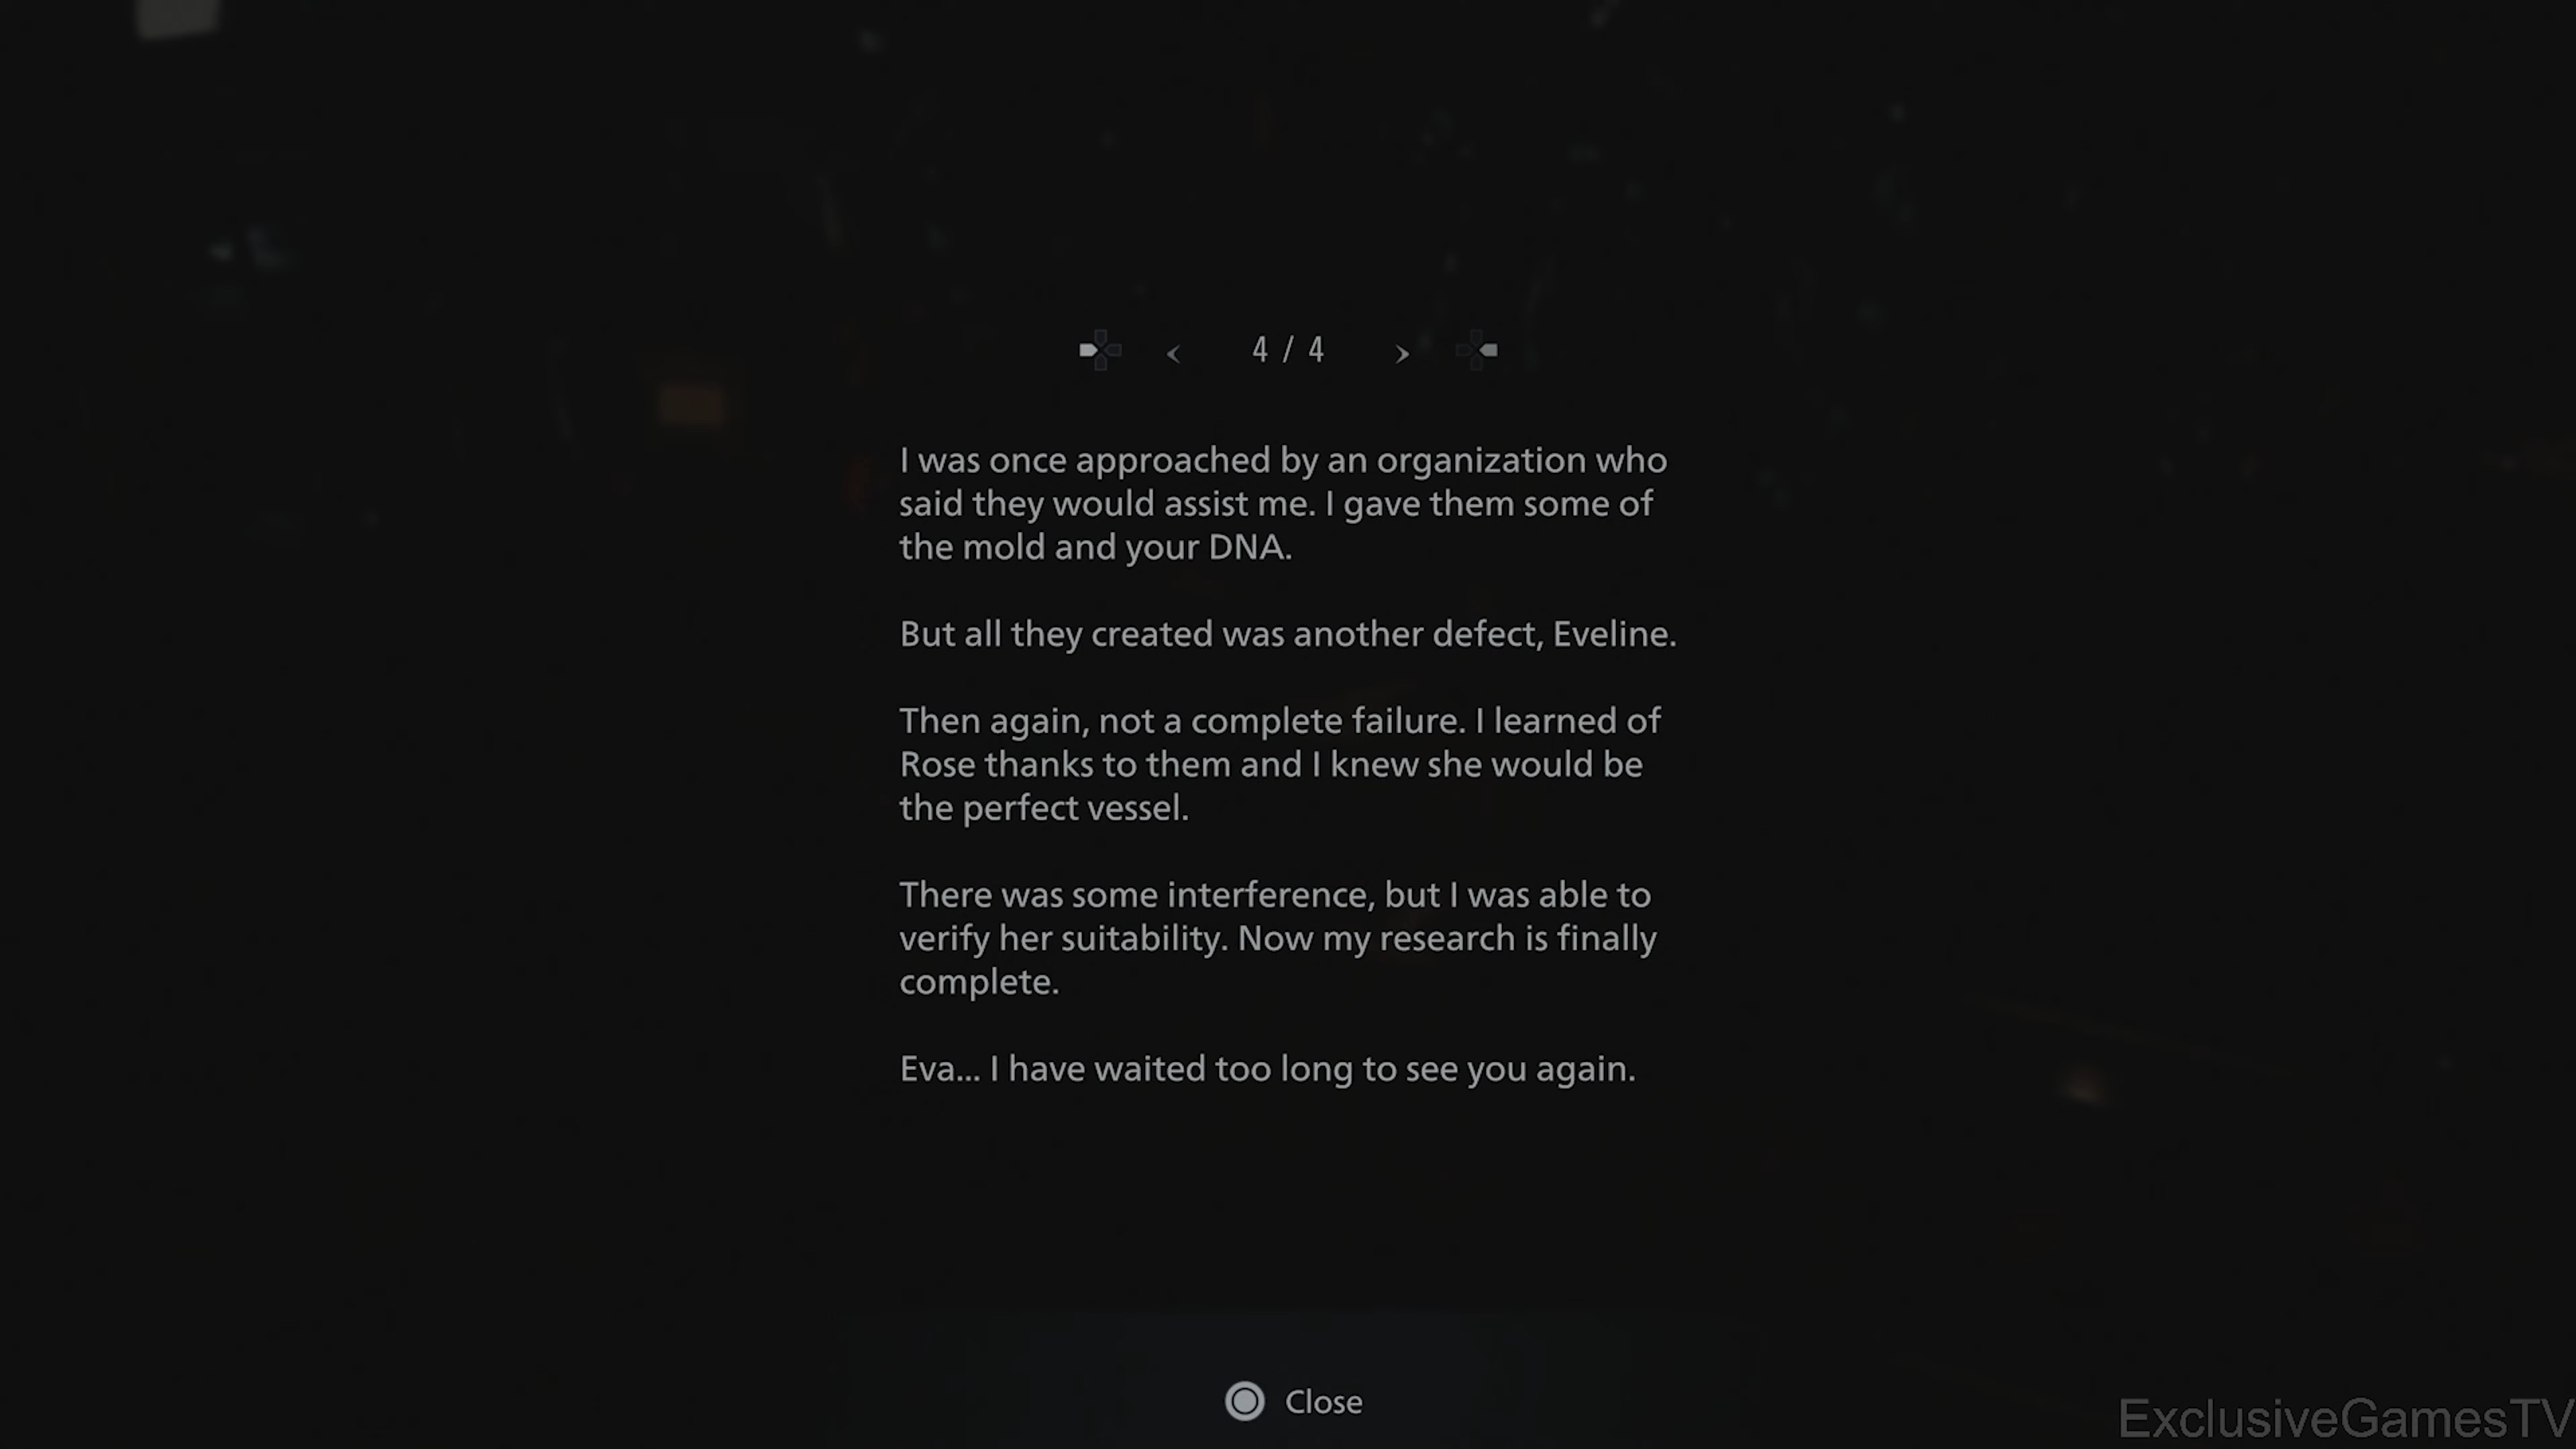 4 / 4
I was once approached by an organization who
said they would assist me. I gave them some of
the mold and your DNA.
But all they created was another defect, Eveline.
Then again, not a complete failure. I learned of
Rose thanks to them and I knew she would be
the perfect vessel.
There was some interference, but I was able to
verify her suitability. Now my research is finally
complete.
Eva... I have waited too long to see you again.
Close
ExclusiveGamesTV